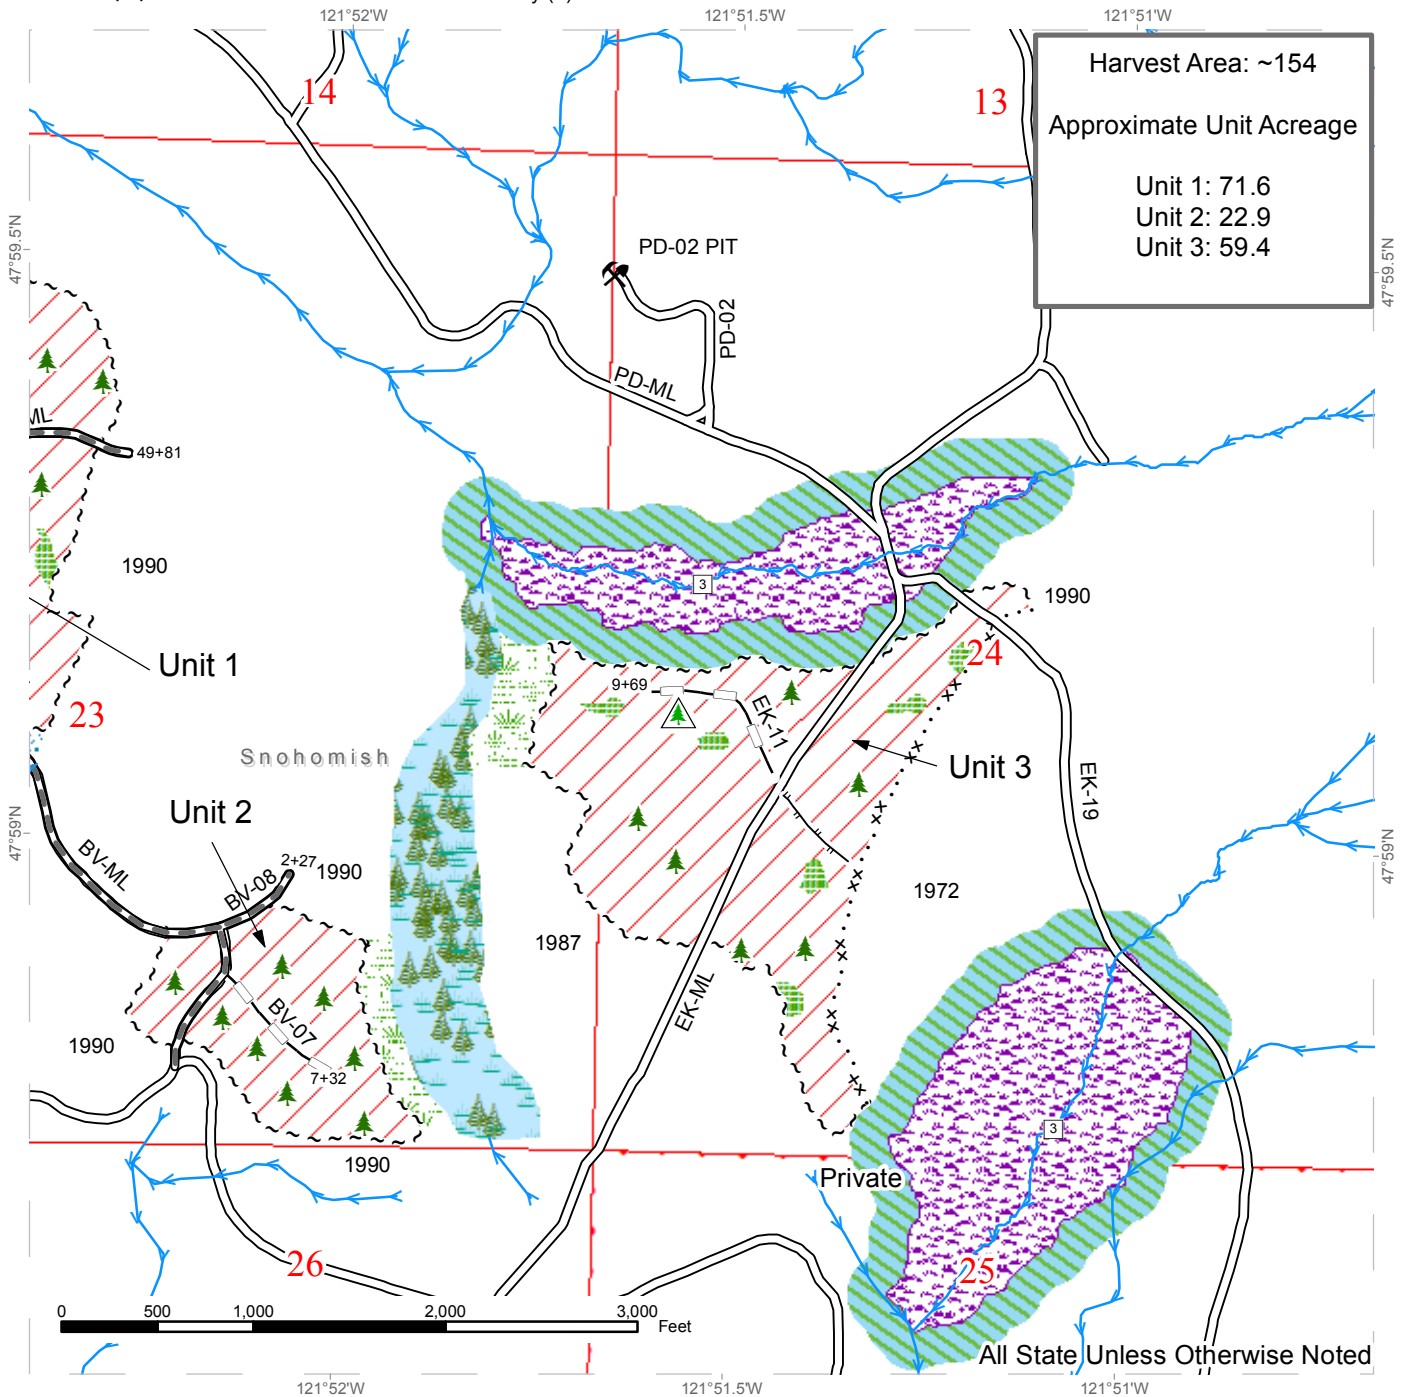 121°52'W
121°51.5'W
121°51'W
Harvest Area: ~154
Approximate Unit Acreage
Unit 1: 71.6
Unit 2: 22.9
Unit 3: 59.4
14
13
47°59.5'N
47°59.5'N
PD-02 PIT
PD-02
PD-ML
ML
49+81
1990
3
1990
Unit 1
24
9+69
EK-11
23
Snohomish
Unit 3
Unit 2
EK-19
47°59'N
47°59'N
BV-ML
2+27
BV-08
1990
1972
1987
EK-ML
BV-07
1990
7+32
3
1990
Private
26
25
0
500
1,000
2,000
3,000
Feet
All State Unless Otherwise Noted
121°52'W
121°51.5'W
121°51'W